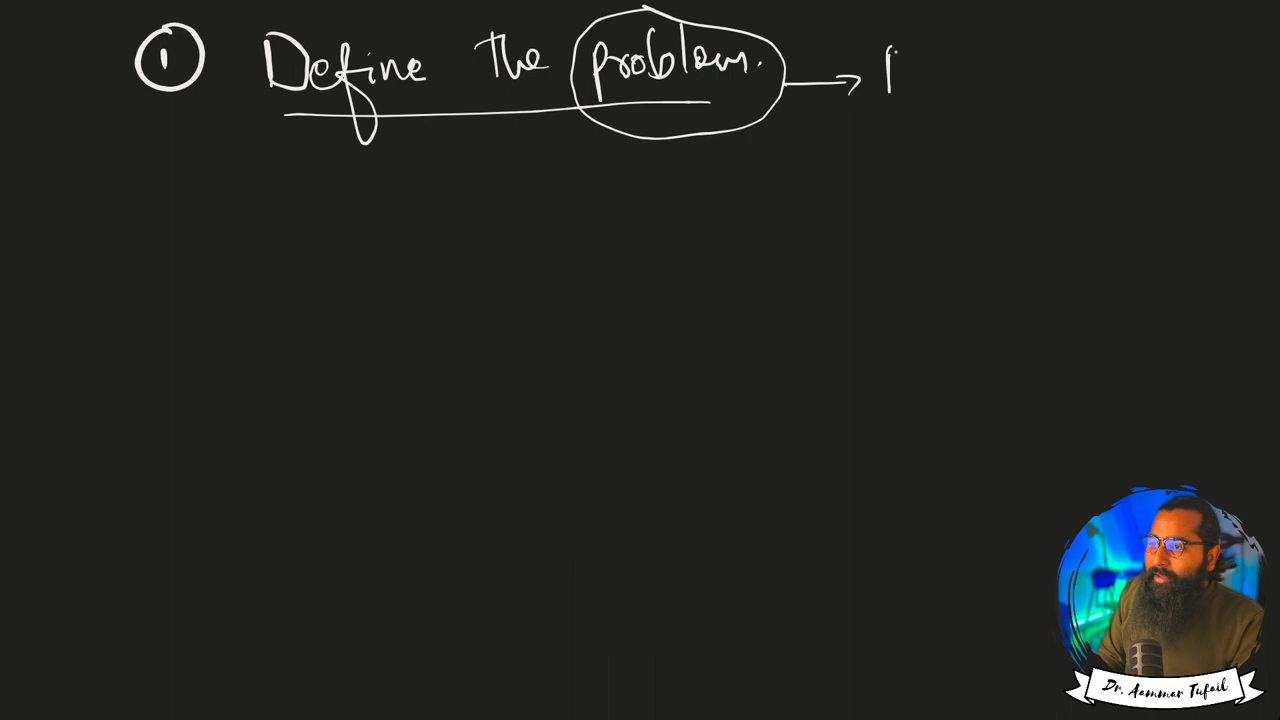 ① Define the problem. →
Dr. Aammar Tufail